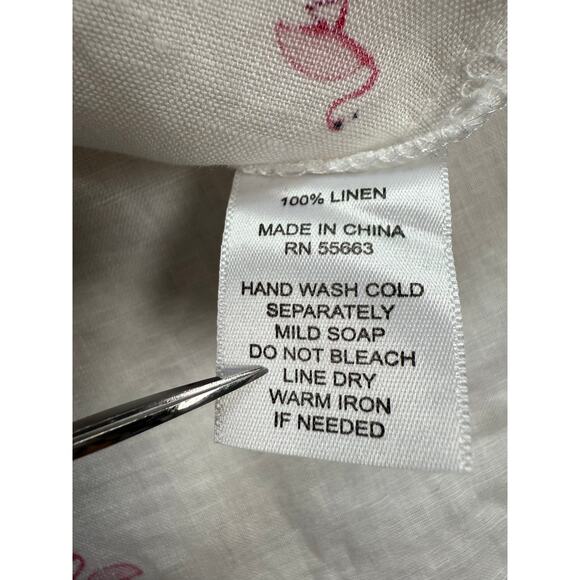 100% LINEN
MADE IN CHINA
RN 55663
HAND WASH COLD
SEPARATELY
MILD SOAP
DO NOT BLEACH
LINE DRY
WARM IRON
IF NEEDED